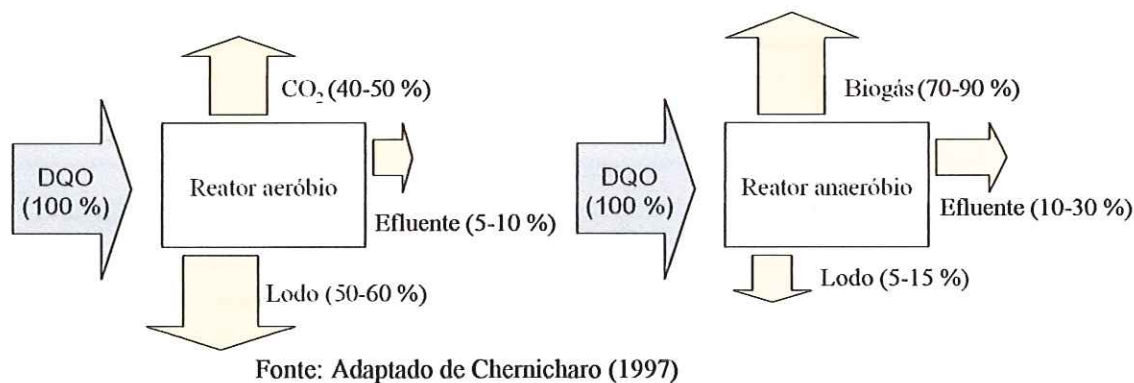 CO₂ (40-50 %)
DQO
(100 %)
Reator aeróbio
Efluente (5-10 %)
Lodo (50-60 %)
Biogás (70-90 %)
DQO
(100 %)
Reator anaeróbio
Efluente (10-30 %)
Lodo (5-15 %)
Fonte: Adaptado de Chernicharo (1997)